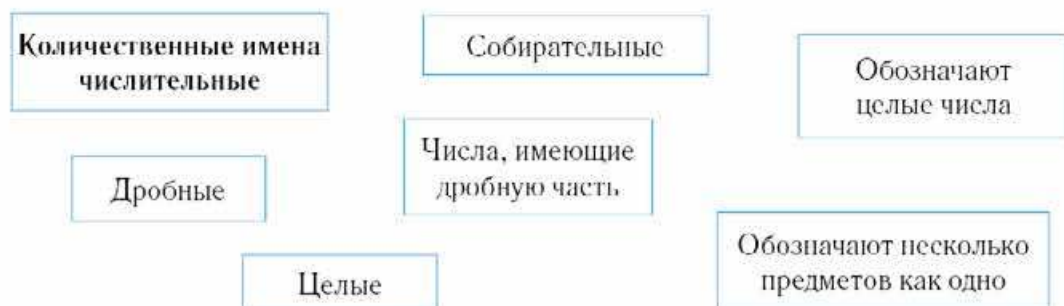 Количественные имена
числительные
Собирательные
Обозначают
целые числа
Числа, имеющие
дробную часть
Дробные
Обозначают несколько
предметов как одно
Целые